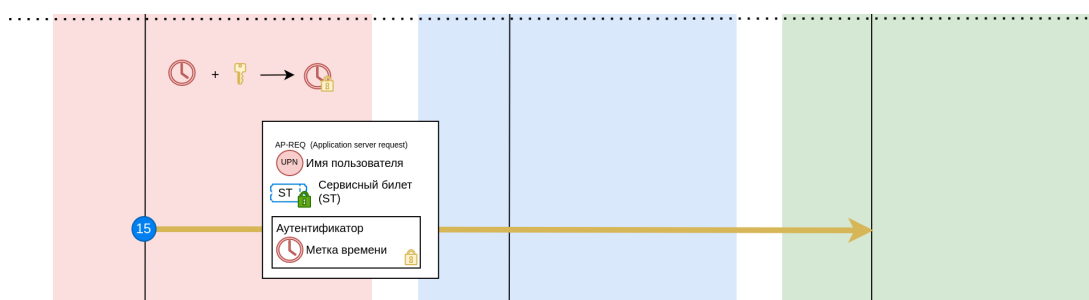 +
AP-REQ (Application server request)
UPN
Имя пользователя
ST
Сервисный билет
(ST)
15
Аутентификатор
Метка времени